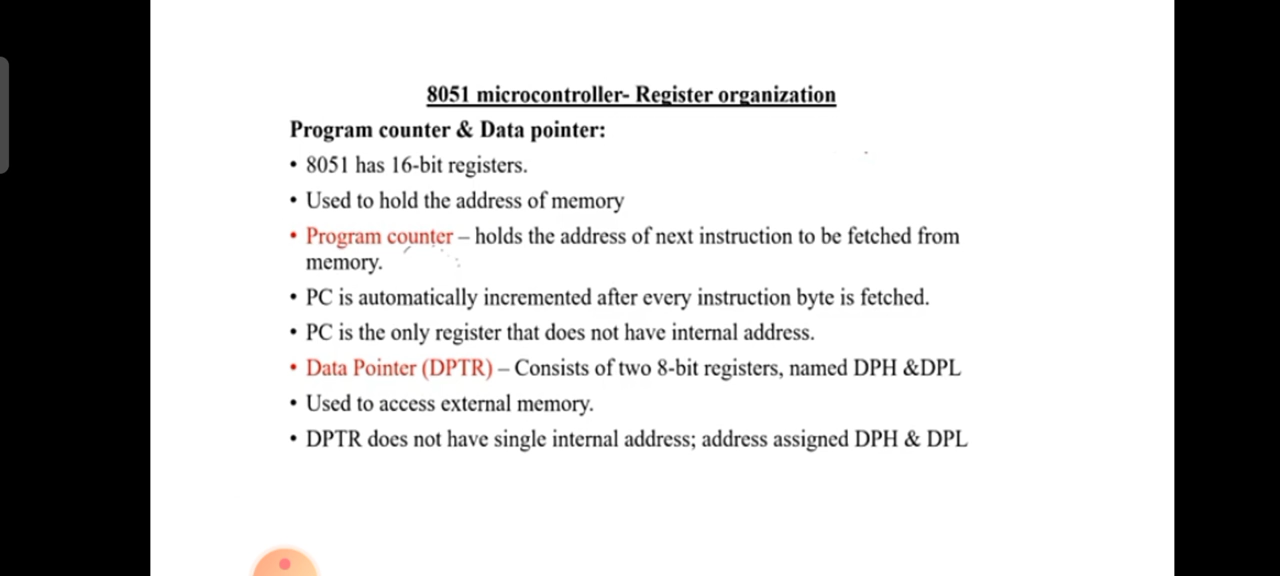 8051 microcontroller- Register organization
Program counter & Data pointer:
• 8051 has 16-bit registers.
• Used to hold the address of memory
• Program counter – holds the address of next instruction to be fetched from
memory.
• PC is automatically incremented after every instruction byte is fetched.
• PC is the only register that does not have internal address.
• Data Pointer (DPTR) – Consists of two 8-bit registers, named DPH &DPL
• Used to access external memory.
• DPTR does not have single internal address; address assigned DPH & DPL